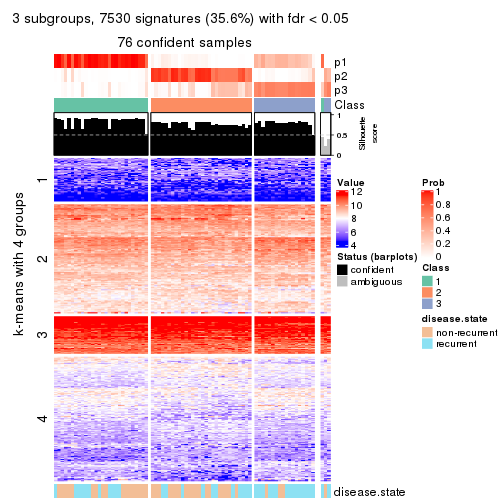 3 subgroups, 7530 signatures (35.6%) with fdr < 0.05
76 confident samples
p1
p2
p3
Class
1
0.5
0
Silhouette
score
k-means with 4 groups
1
2
3
4
disease.state
Value
12
10
8
6
4
Status (barplots)
confident
ambiguous
Prob
1
0.8
0.6
0.4
0.2
0
Class
1
2
3
disease.state
non-recurrent
recurrent